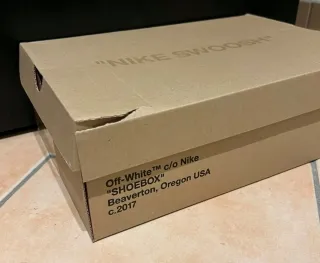 "NIKE SWOOSH"
Off-White™ c/o Nike
"SHOEBOX"
Beaverton, Oregon USA
c.2017